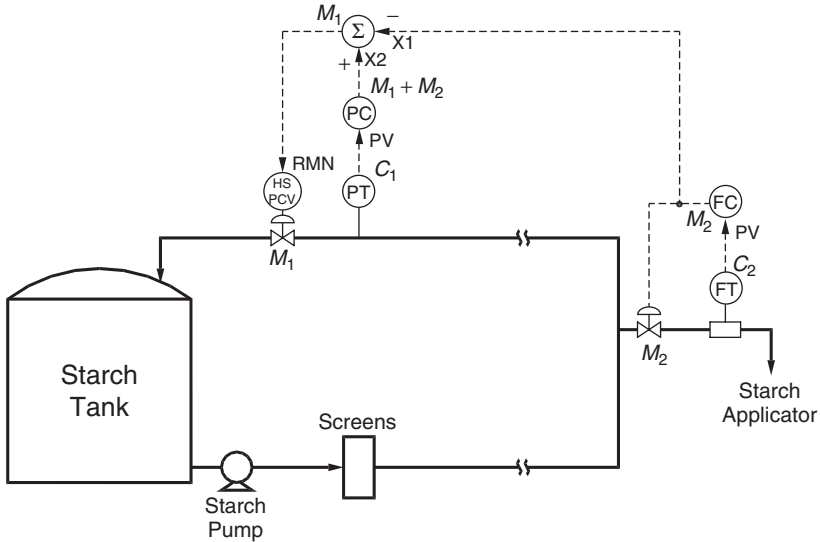 M₁
Σ
−
X1
+
X2
M₁ + M₂
PC
PV
RMN
C₁
HS
PCV
PT
M₁
M₂
FC
PV
C₂
FT
M₂
Starch
Tank
Starch
Applicator
Screens
Starch
Pump